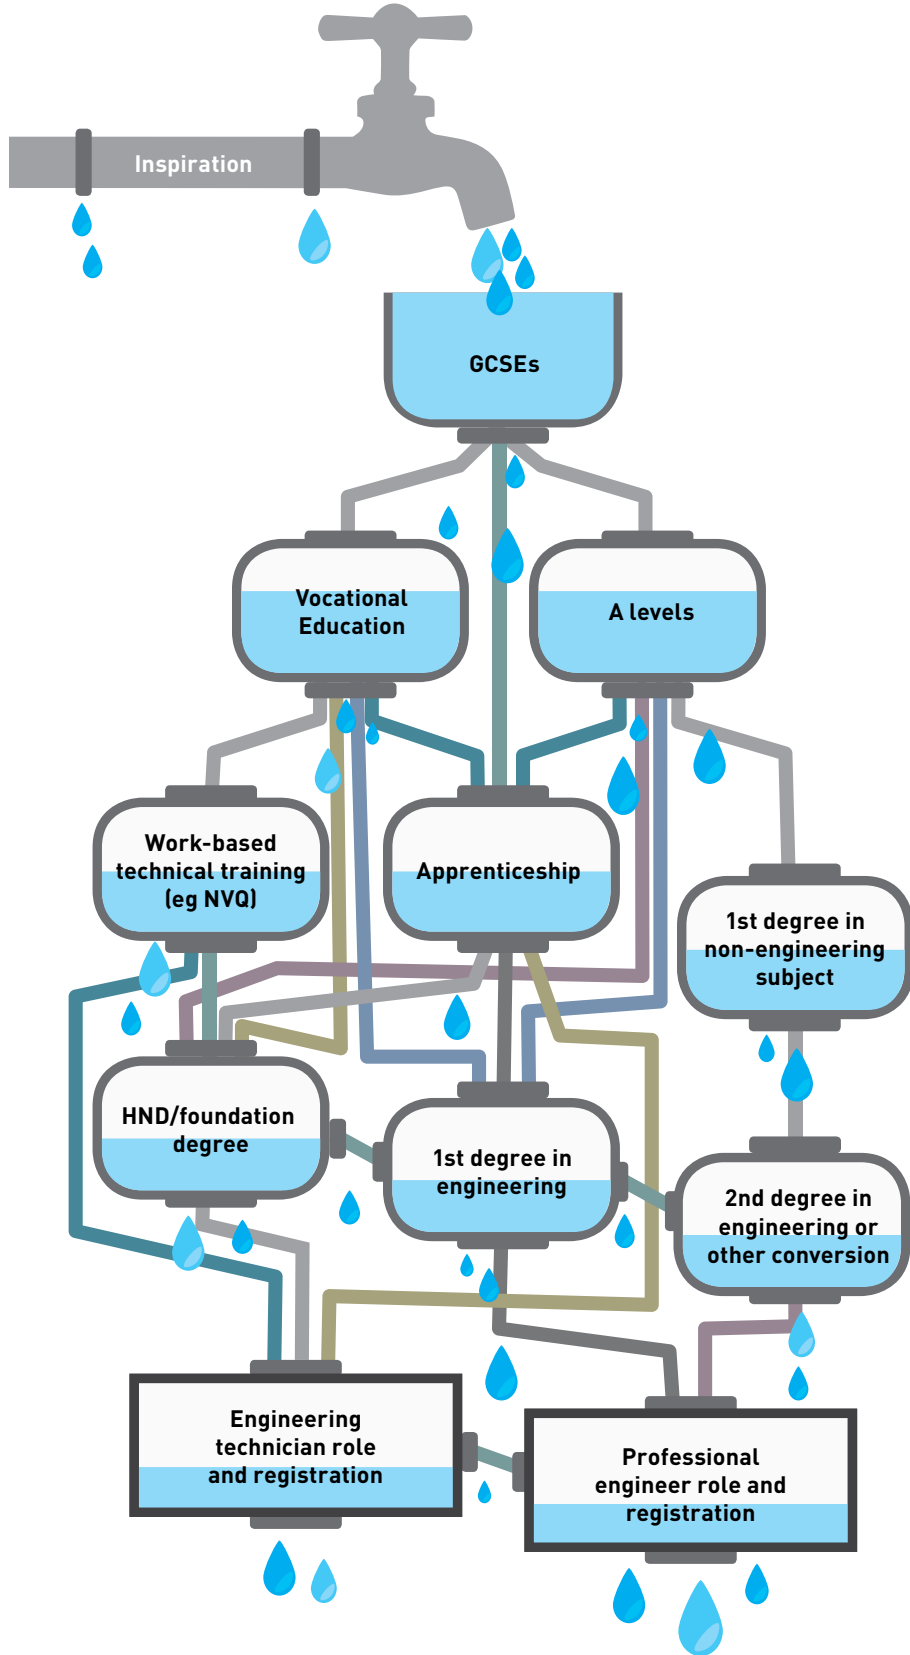 Inspiration
GCSEs
Vocational
Education
A levels
Work-based
technical training
(eg NVQ)
Apprenticeship
1st degree in
non-engineering
subject
HND/foundation
degree
1st degree in
engineering
2nd degree in
engineering or
other conversion
Engineering
technician role
and registration
Professional
engineer role and
registration